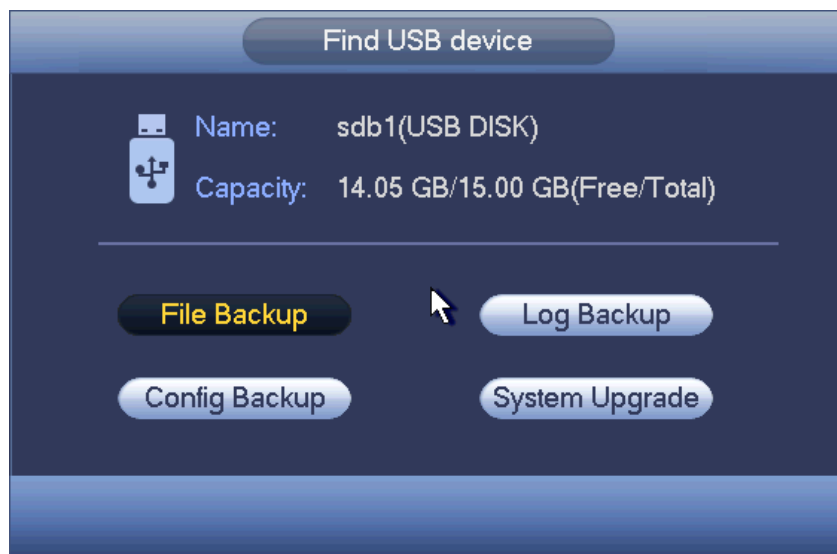 Find USB device
Name: sdb1(USB DISK)
Capacity: 14.05 GB/15.00 GB(Free/Total)
File Backup Log Backup
Config Backup System Upgrade